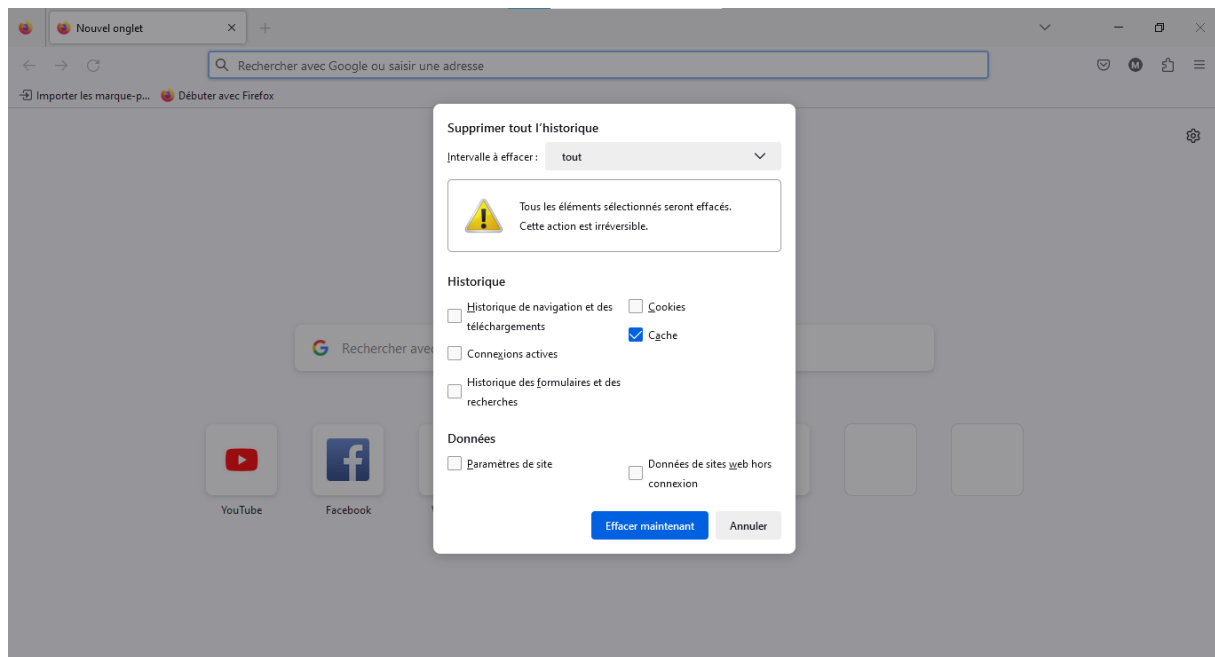 Nouvel onglet
Rechercher avec Google ou saisir une adresse
Importer les marque-p... Débuter avec Firefox
Supprimer tout l'historique
Intervalle à effacer : tout
Tous les éléments sélectionnés seront effacés.
Cette action est irréversible.
Historique
Historique de navigation et des
téléchargements
Cookies
Cache
Connexions actives
Historique des formulaires et des
recherches
Rechercher avec
Données
Paramètres de site
Données de sites web hors
connexion
YouTube
Facebook
Effacer maintenant Annuler